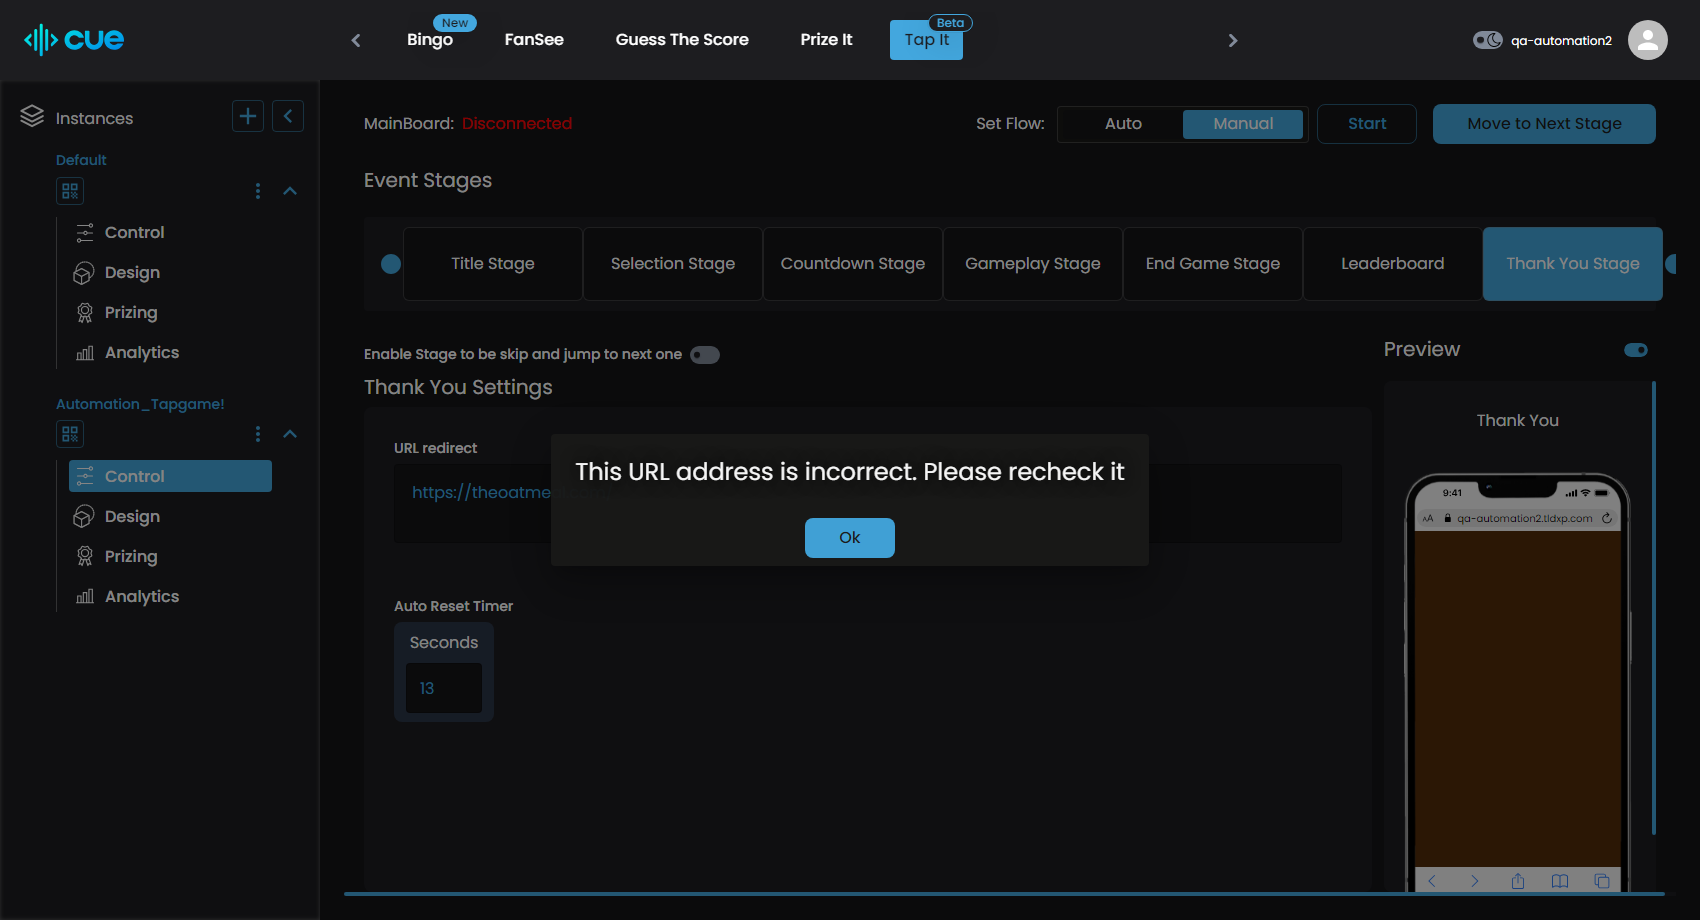 cue
Bingo
New
FanSee
Guess The Score
Prize It
Tap It
Beta
qa-automation2
Instances
Default
Control
Design
Prizing
Analytics
Automation_Tapgame!
Control
Design
Prizing
Analytics
MainBoard: Disconnected
Set Flow:
Auto
Manual
Start
Move to Next Stage
Event Stages
Title Stage
Selection Stage
Countdown Stage
Gameplay Stage
End Game Stage
Leaderboard
Thank You Stage
Enable Stage to be skip and jump to next one
Thank You Settings
URL redirect
https://theoatme
This URL address is incorrect. Please recheck it
Ok
Auto Reset Timer
Seconds
13
Preview
Thank You
9:41
AA
qa-automation2.tldxp.com